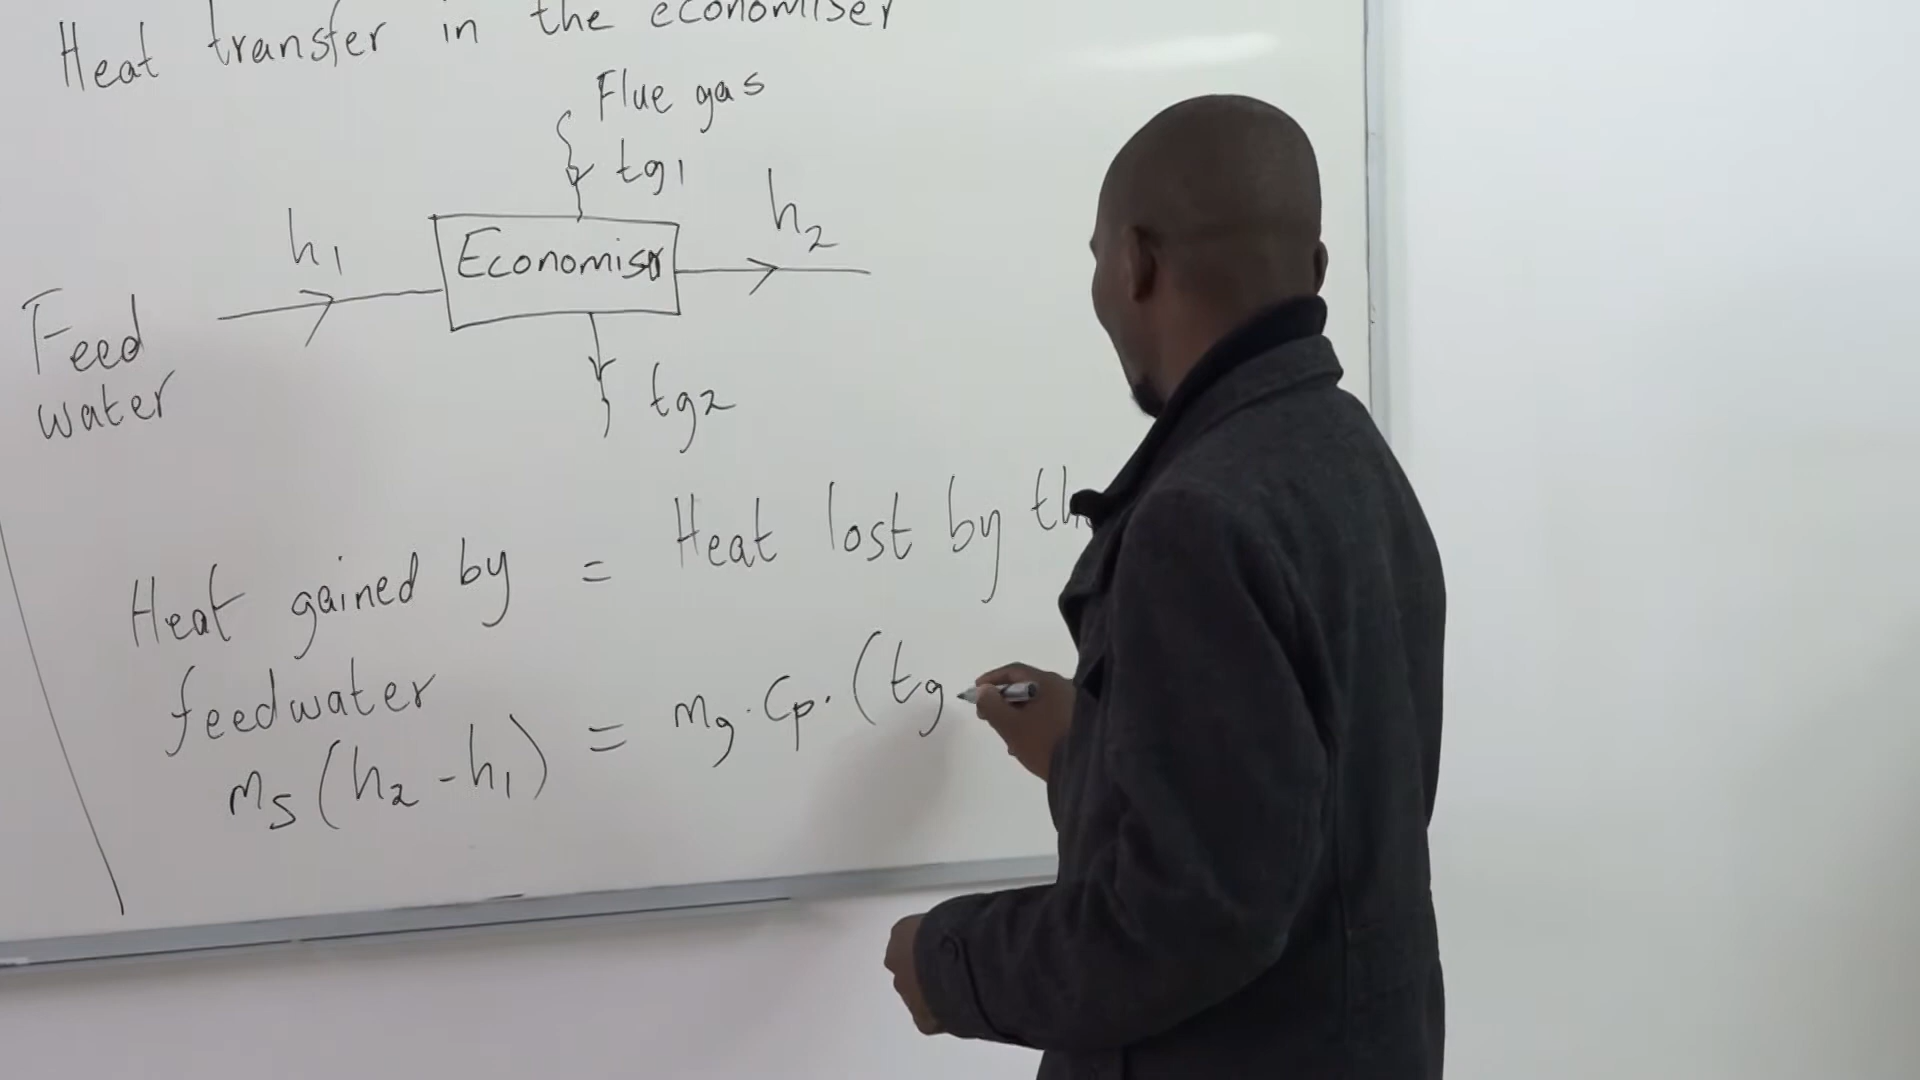 Heat transfer in the economiser
Flue gas
tg1
h1
h2
Economiser
Feed
water
tg2
Heat gained by = Heat lost by the
feedwater
ms (h2 - h1) = mg. Cp. (tg